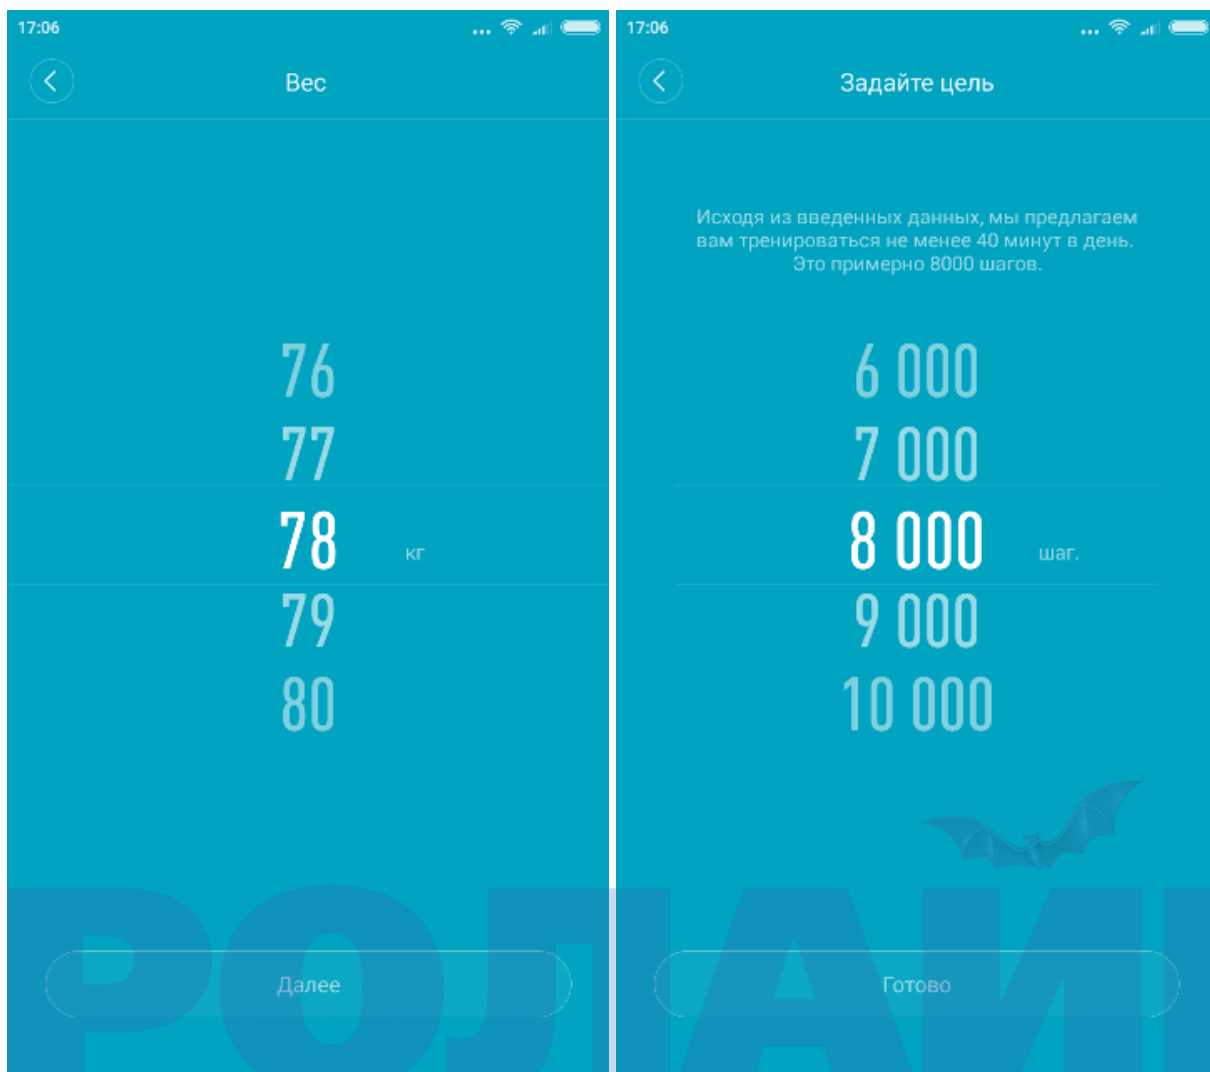 17:06
Вес
76
77
78 кг
79
80
Далее
17:06
Задайте цель
Исходя из введенных данных, мы предлагаем
вам тренироваться не менее 40 минут в день.
Это примерно 8000 шагов.
6 000
7 000
8 000 шаг.
9 000
10 000
Готово